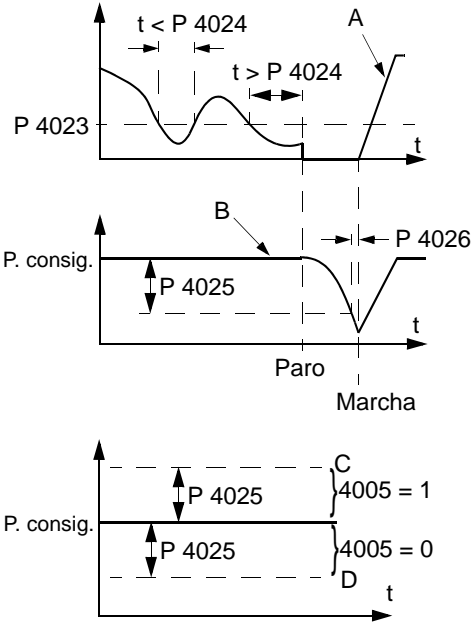 t < P 4024
A
t > P 4024
P 4023
t
B
P 4026
P. consig.
P 4025
t
Paro
Marcha
C
P 4025
4005 = 1
P. consig.
P 4025
4005 = 0
D
t